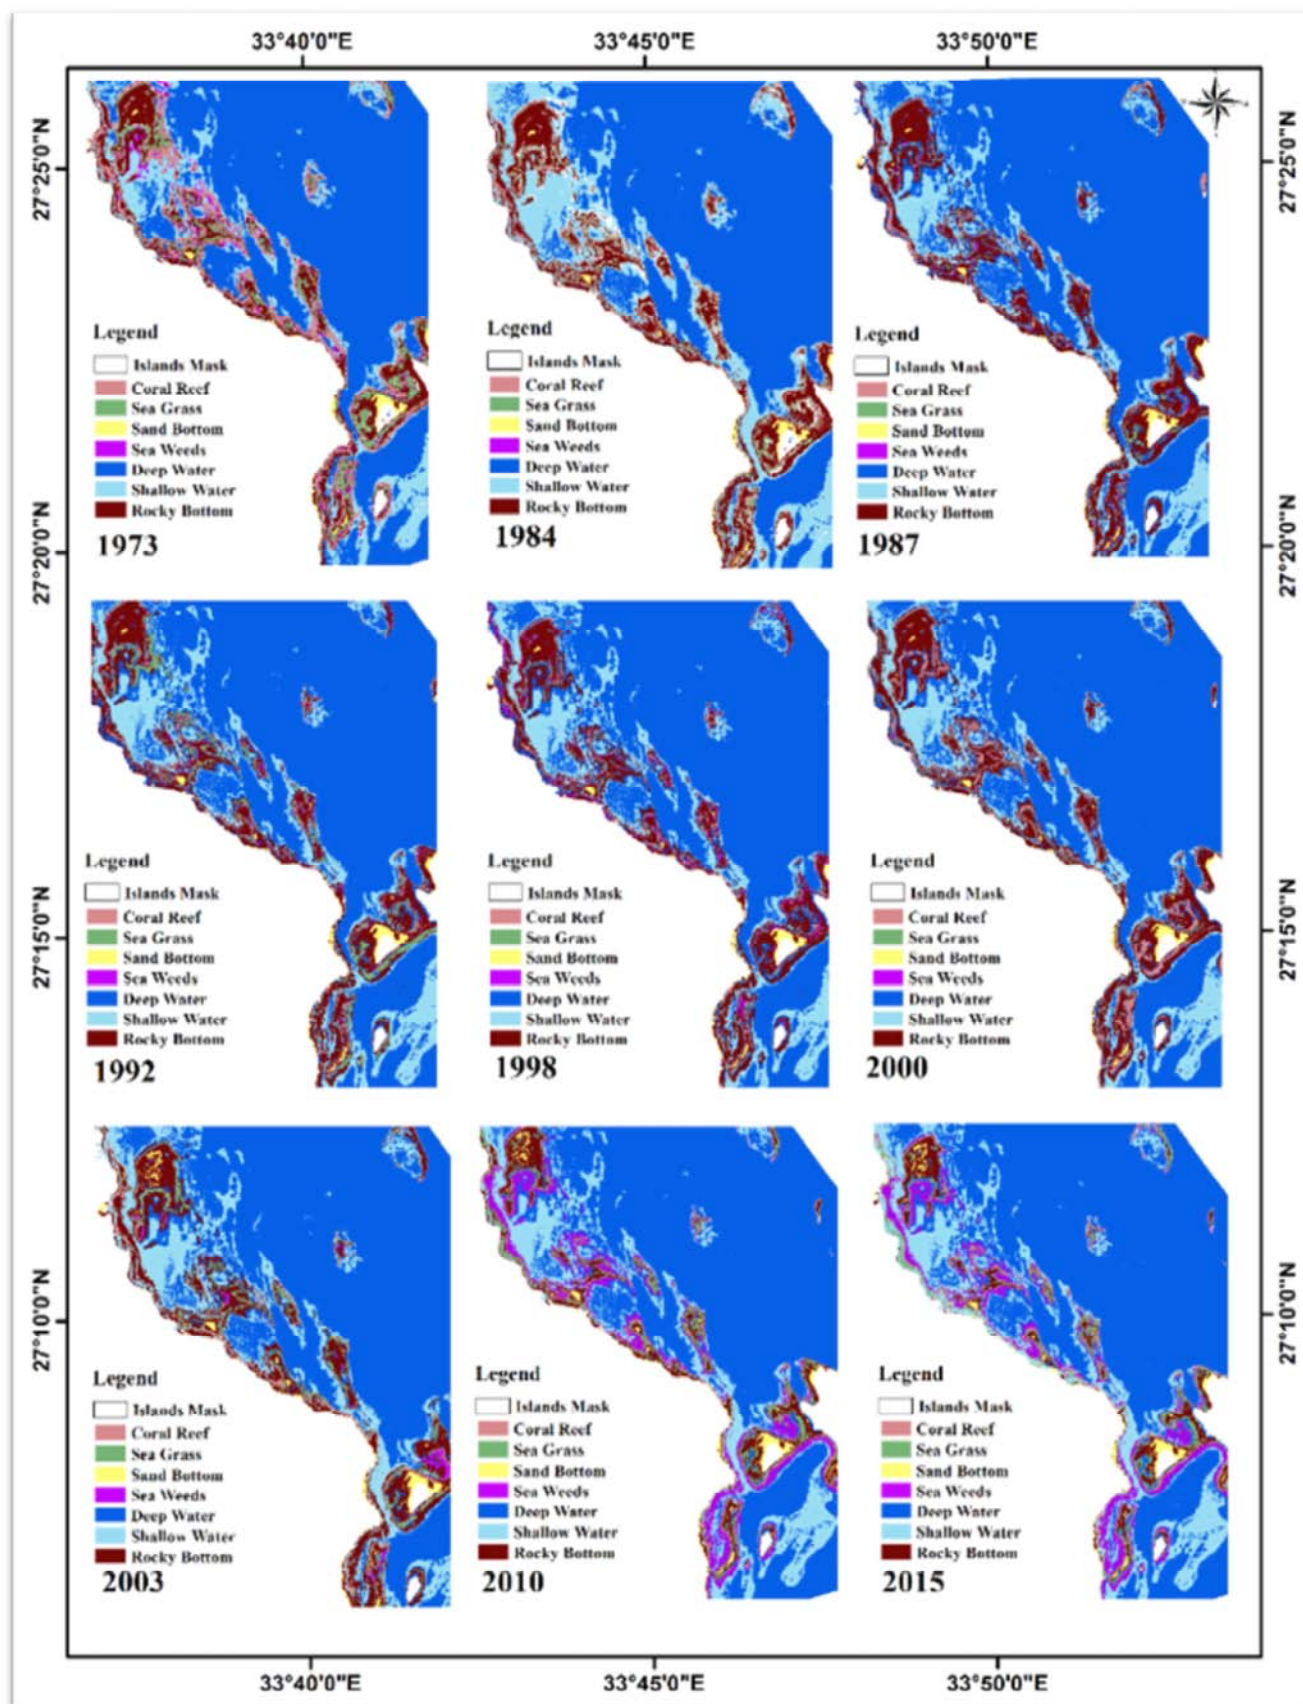 33°40'0"E 33°45'0"E 33°50'0"E
27°25'0"N 27°25'0"N
Legend
Islands Mask
Coral Reef
Sea Grass
Sand Bottom
Sea Weeds
Deep Water
Shallow Water
Rocky Bottom
1973
Legend
Islands Mask
Coral Reef
Sea Grass
Sand Bottom
Sea Weeds
Deep Water
Shallow Water
Rocky Bottom
1984
Legend
Islands Mask
Coral Reef
Sea Grass
Sand Bottom
Sea Weeds
Deep Water
Shallow Water
Rocky Bottom
1987
27°20'0"N 27°20'0"N
Legend
Islands Mask
Coral Reef
Sea Grass
Sand Bottom
Sea Weeds
Deep Water
Shallow Water
Rocky Bottom
1992
Legend
Islands Mask
Coral Reef
Sea Grass
Sand Bottom
Sea Weeds
Deep Water
Shallow Water
Rocky Bottom
1998
Legend
Islands Mask
Coral Reef
Sea Grass
Sand Bottom
Sea Weeds
Deep Water
Shallow Water
Rocky Bottom
2000
27°15'0"N 27°15'0"N
Legend
Islands Mask
Coral Reef
Sea Grass
Sand Bottom
Sea Weeds
Deep Water
Shallow Water
Rocky Bottom
2003
Legend
Islands Mask
Coral Reef
Sea Grass
Sand Bottom
Sea Weeds
Deep Water
Shallow Water
Rocky Bottom
2010
Legend
Islands Mask
Coral Reef
Sea Grass
Sand Bottom
Sea Weeds
Deep Water
Shallow Water
Rocky Bottom
2015
27°10'0"N 27°10'0"N
33°40'0"E 33°45'0"E 33°50'0"E